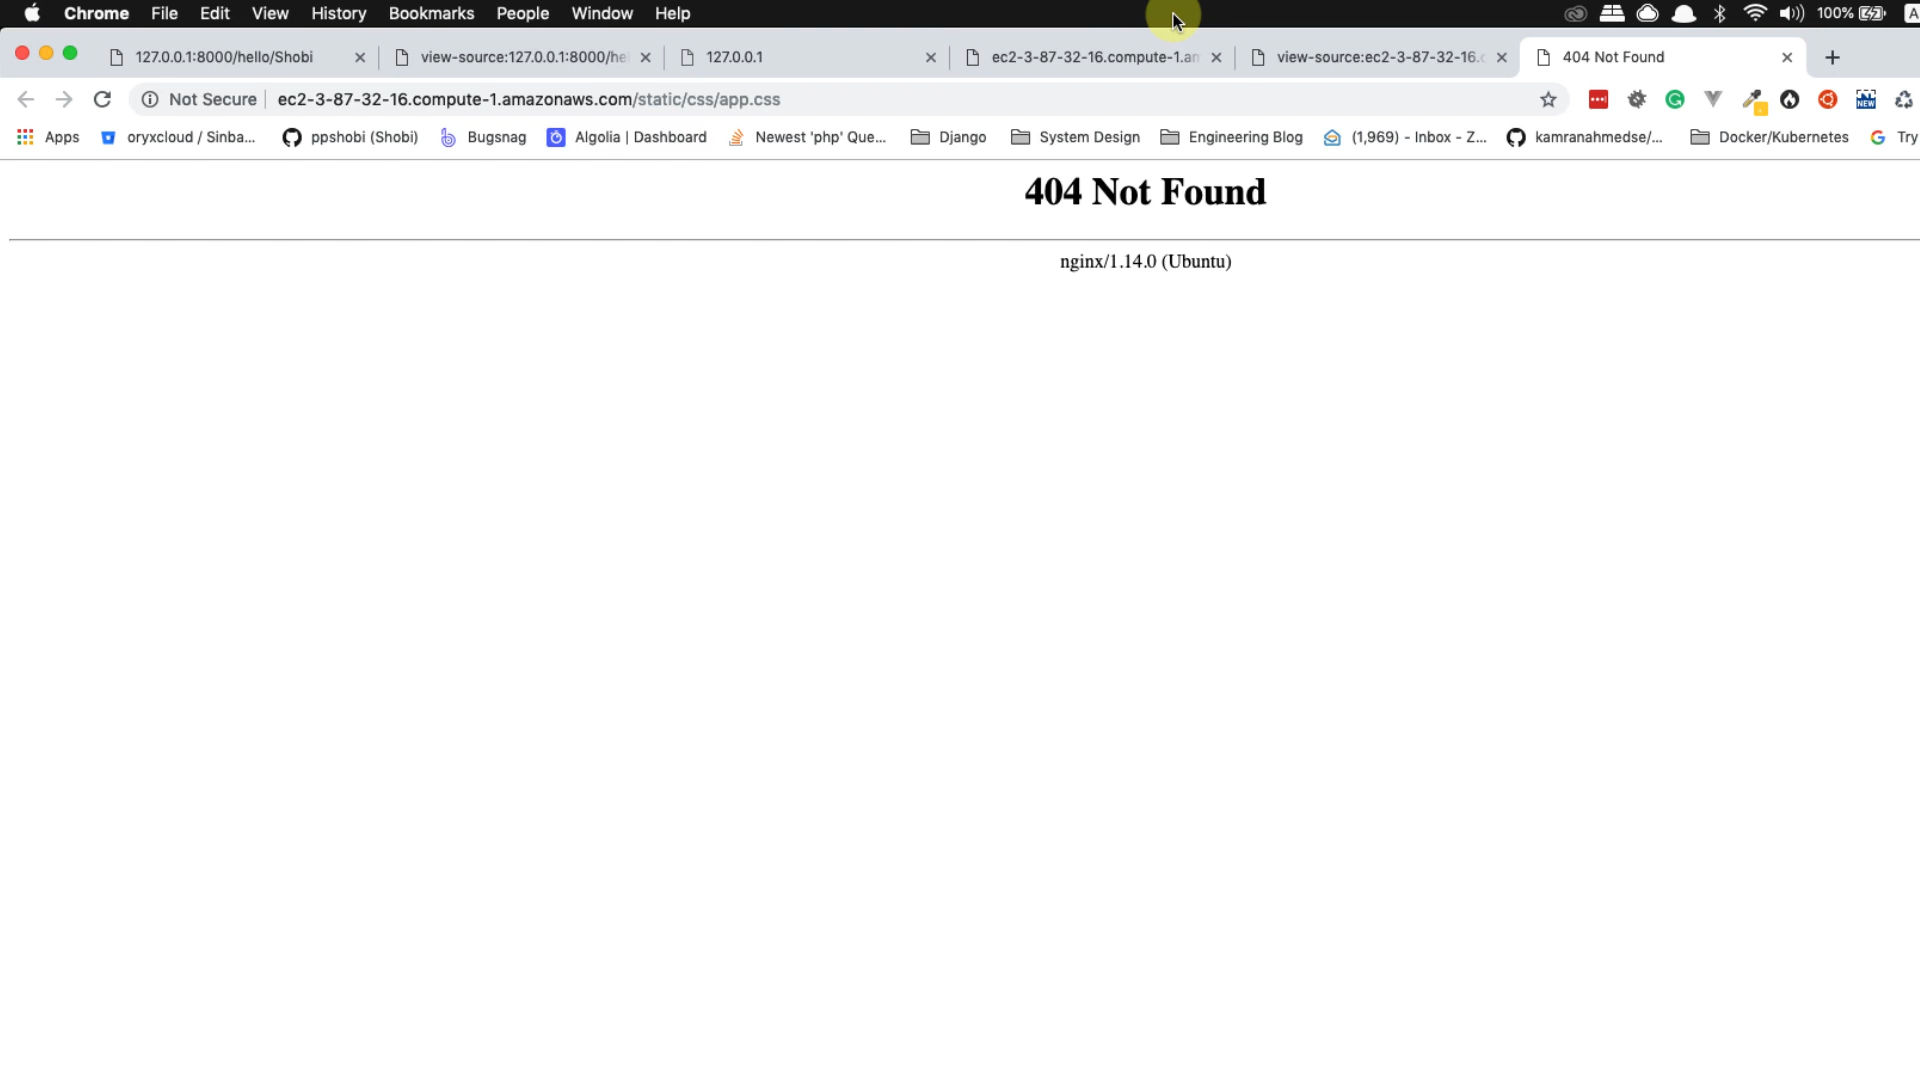 Chrome File Edit View History Bookmarks People Window Help 100%
127.0.0.1:8000/hello/Shobi view-source:127.0.0.1:8000/he 127.0.0.1 ec2-3-87-32-16.compute-1.am view-source:ec2-3-87-32-16. 404 Not Found
Not Secure ec2-3-87-32-16.compute-1.amazonaws.com/static/css/app.css NEW
Apps oryxcloud / Sinba... ppshobi (Shobi) Bugsnag Algolia | Dashboard Newest 'php' Que... Django System Design Engineering Blog (1,969) - Inbox - Z... kamranahmedse/... Docker/Kubernetes Try
404 Not Found
nginx/1.14.0 (Ubuntu)